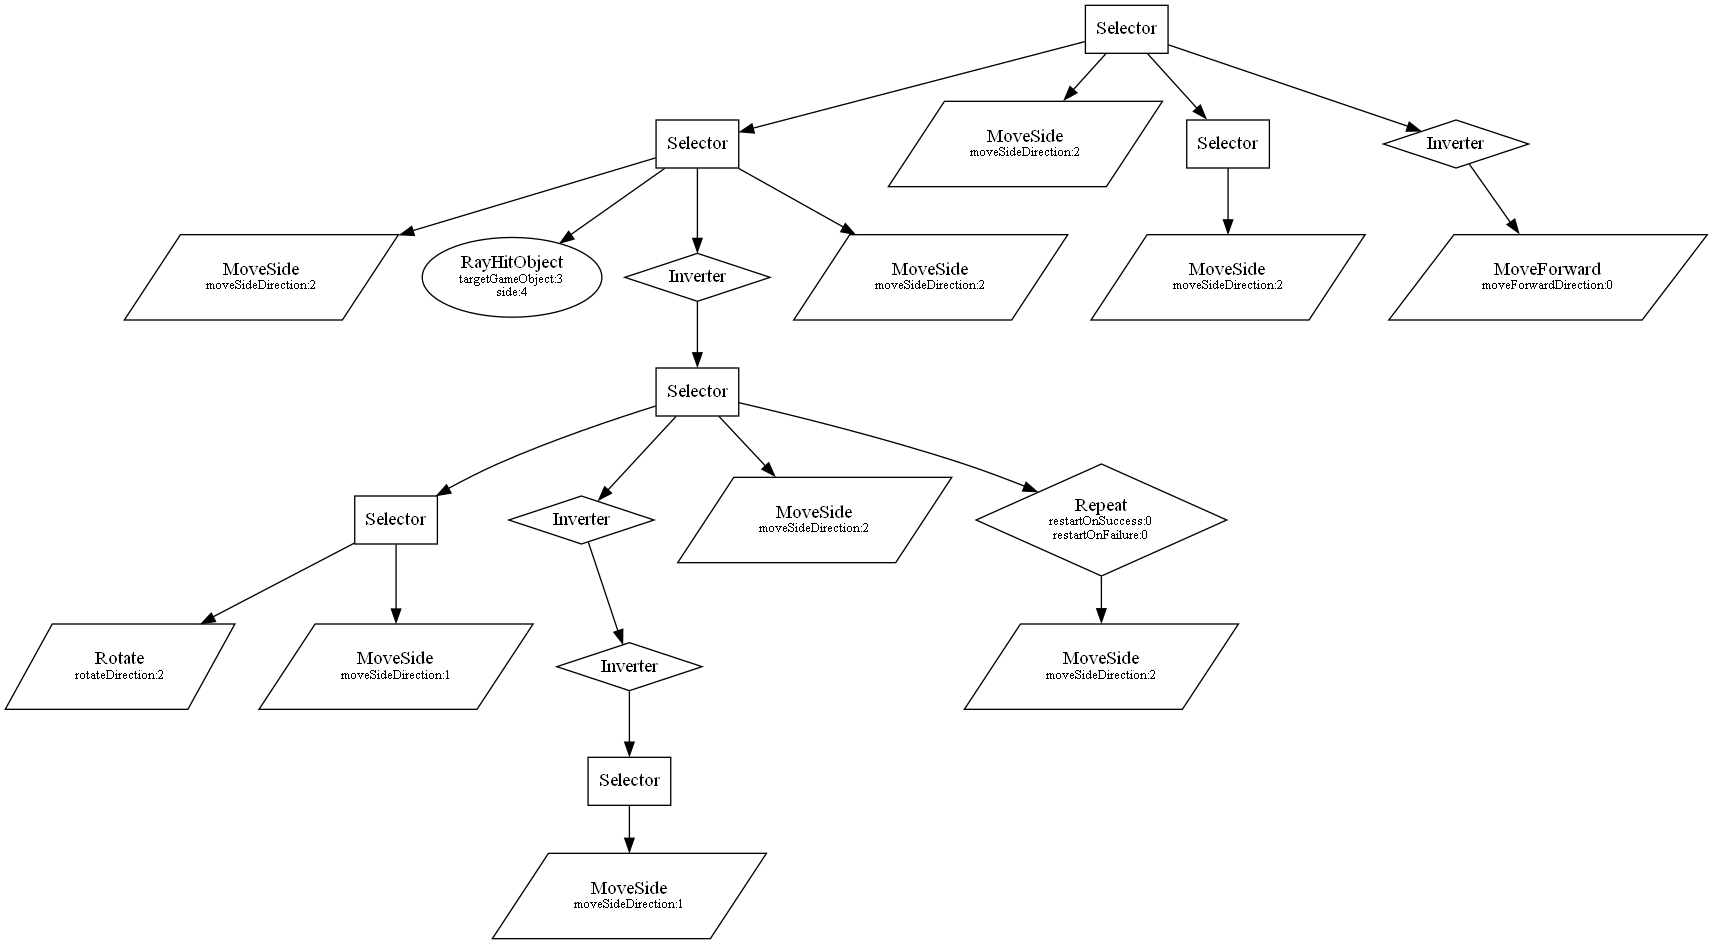 Selector
Selector
MoveSide
moveSideDirection:2
Selector
Inverter
MoveSide
moveSideDirection:2
RayHitObject
targetGameObject:3
side:4
Inverter
MoveSide
moveSideDirection:2
MoveSide
moveSideDirection:2
MoveForward
moveForwardDirection:0
Selector
Selector
Inverter
MoveSide
moveSideDirection:2
Repeat
restartOnSuccess:0
restartOnFailure:0
Rotate
rotateDirection:2
MoveSide
moveSideDirection:1
Inverter
MoveSide
moveSideDirection:2
Selector
MoveSide
moveSideDirection:1